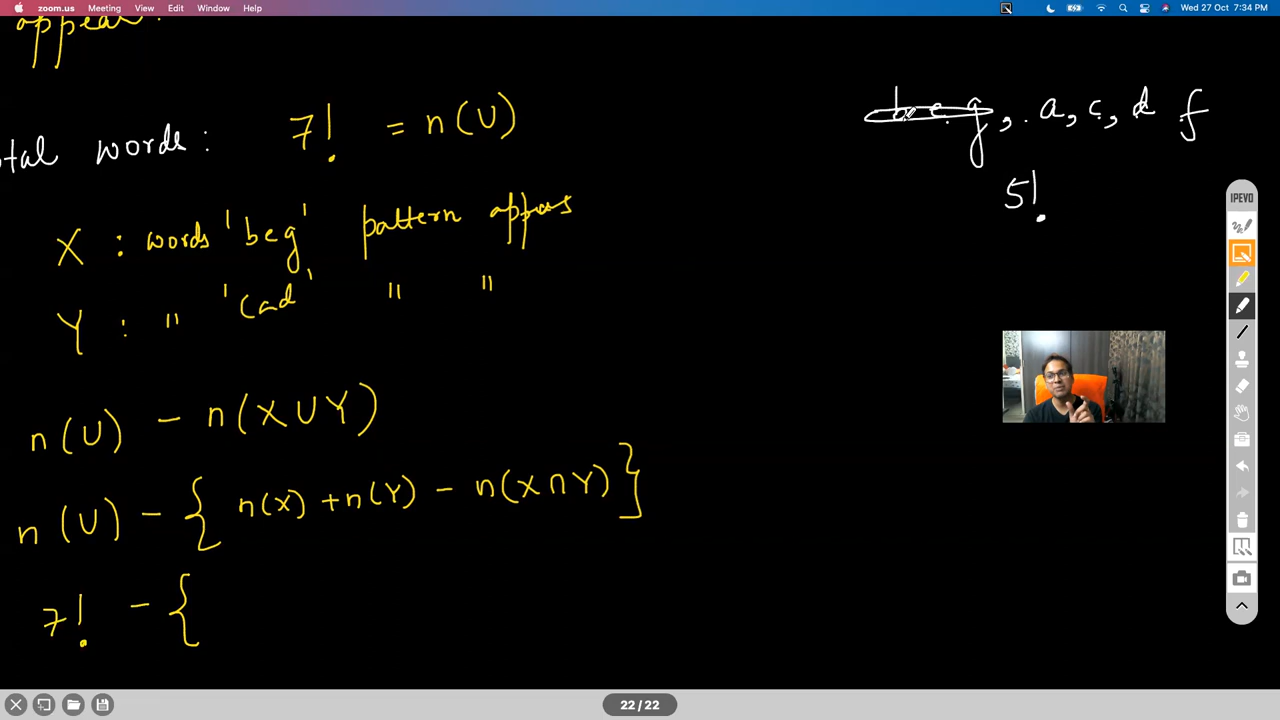 zoom.us Meeting View Edit Window Help Wed 27 Oct 7:34 PM
appear.
tal words: 7! = n(U)
X : words 'beg' pattern appears
Y : " 'cad' " "
n(U) - n(X∪Y)
n(U) - { n(X) + n(Y) - n(X∩Y) }
7! - {
b e g, a, c, d f
5!
IPEVO
22/22